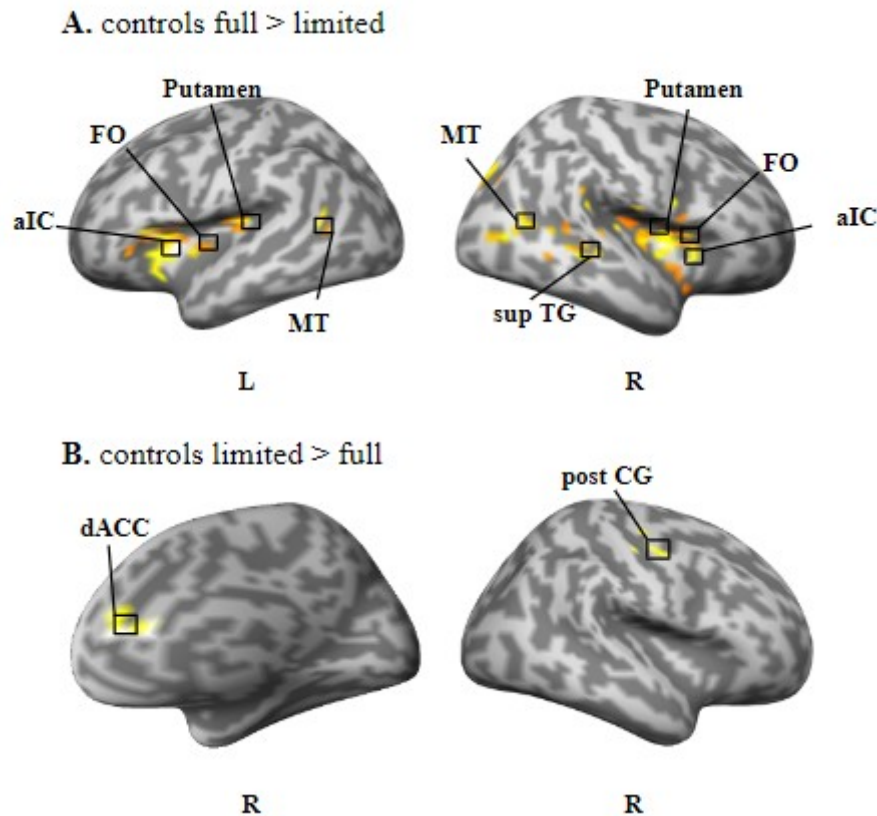 A. controls full > limited
Putamen
FO
aIC
MT
L
Putamen
MT
FO
aIC
sup TG
R
B. controls limited > full
dACC
R
post CG
R